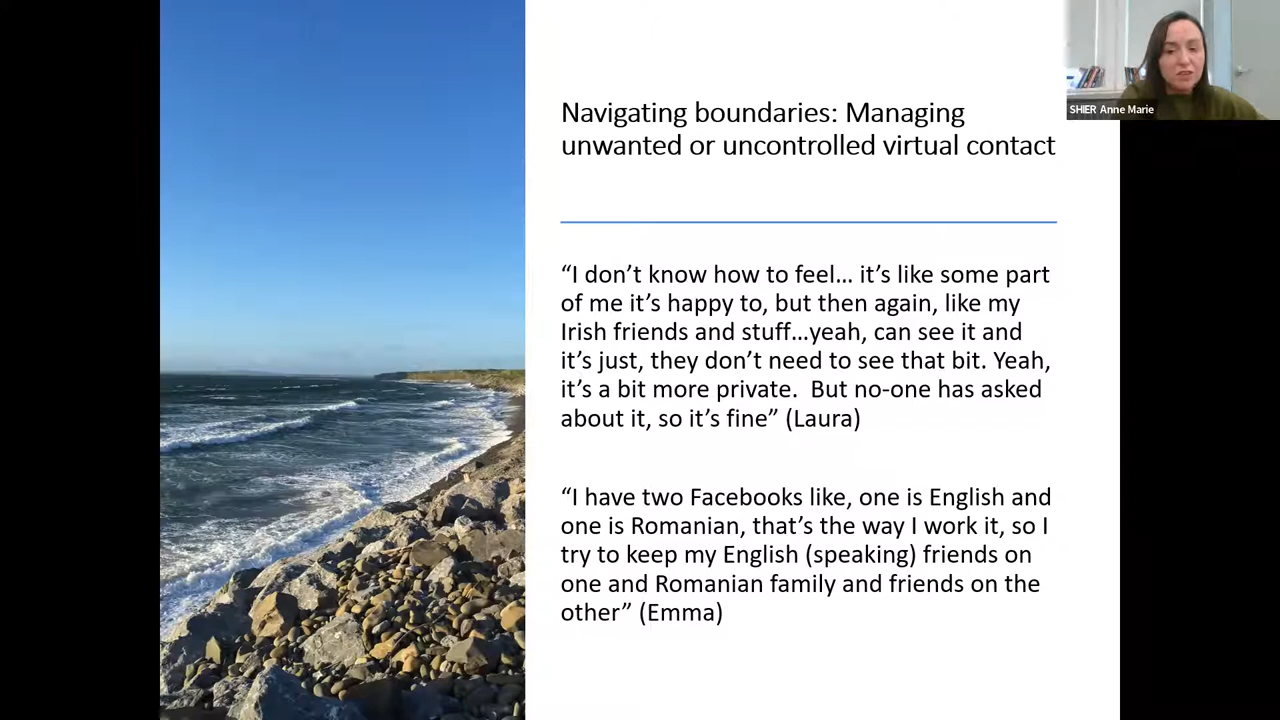 SHIER Anne Marie
Navigating boundaries: Managing
unwanted or uncontrolled virtual contact
“I don’t know how to feel… it’s like some part
of me it’s happy to, but then again, like my
Irish friends and stuff…yeah, can see it and
it’s just, they don’t need to see that bit. Yeah,
it’s a bit more private.  But no-one has asked
about it, so it’s fine” (Laura)
“I have two Facebooks like, one is English and
one is Romanian, that’s the way I work it, so I
try to keep my English (speaking) friends on
one and Romanian family and friends on the
other” (Emma)